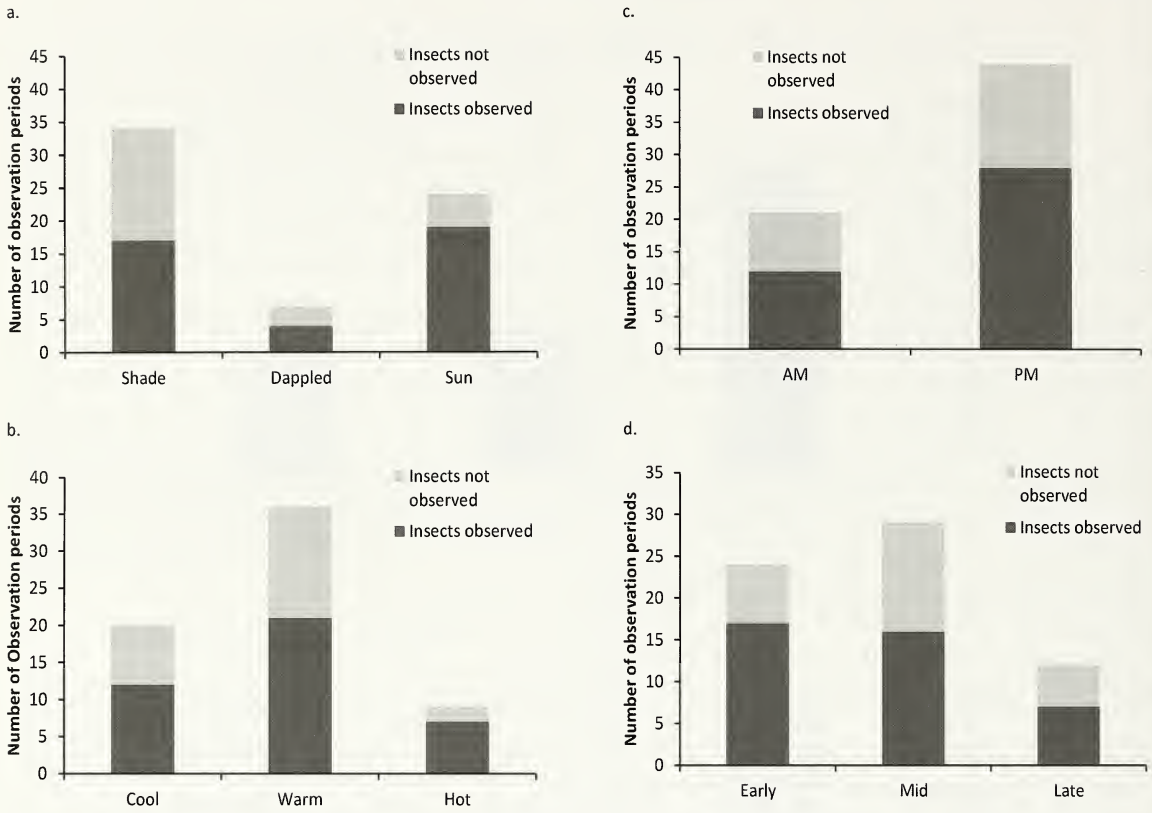 a.
Number of observation periods
45
40
35
30
25
20
15
10
5
0
Insects not
observed
Insects observed
Shade Dappled Sun
c.
Number of observation periods
45
40
35
30
25
20
15
10
5
0
Insects not
observed
Insects observed
AM PM
b.
Number of Observation periods
40
35
30
25
20
15
10
5
0
Insects not
observed
Insects observed
Cool Warm Hot
d.
Number of observation periods
35
30
25
20
15
10
5
0
Insects not
observed
Insects observed
Early Mid Late